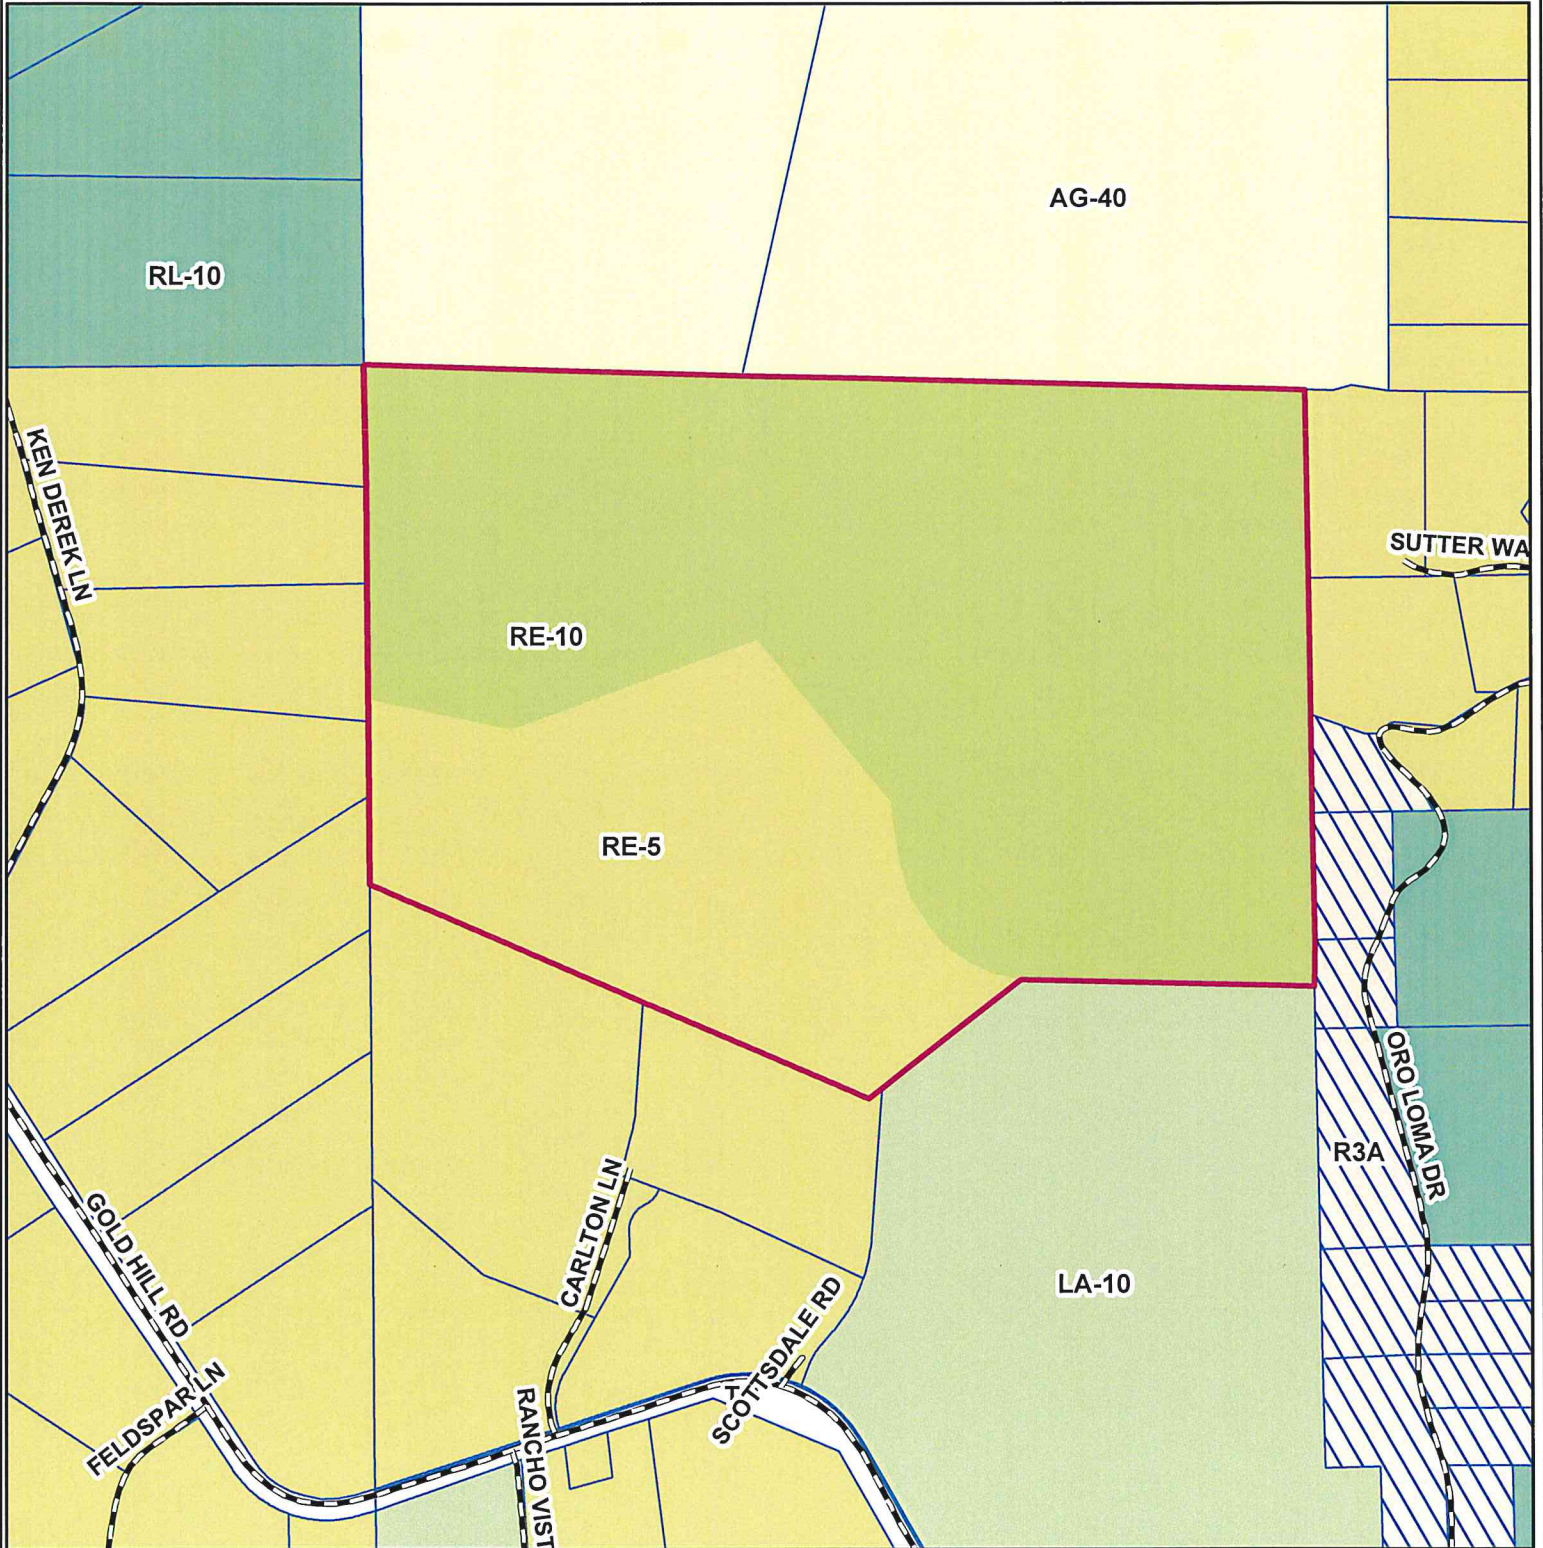 AG-40
RL-10
KEN DEREK LN
SUTTER WA
RE-10
RE-5
ORO LOMA DR
R3A
CARLTON LN
GOLD HILL RD
LA-10
SCOTTSDALE RD
FELDSPAR LN
RANCHO VIST